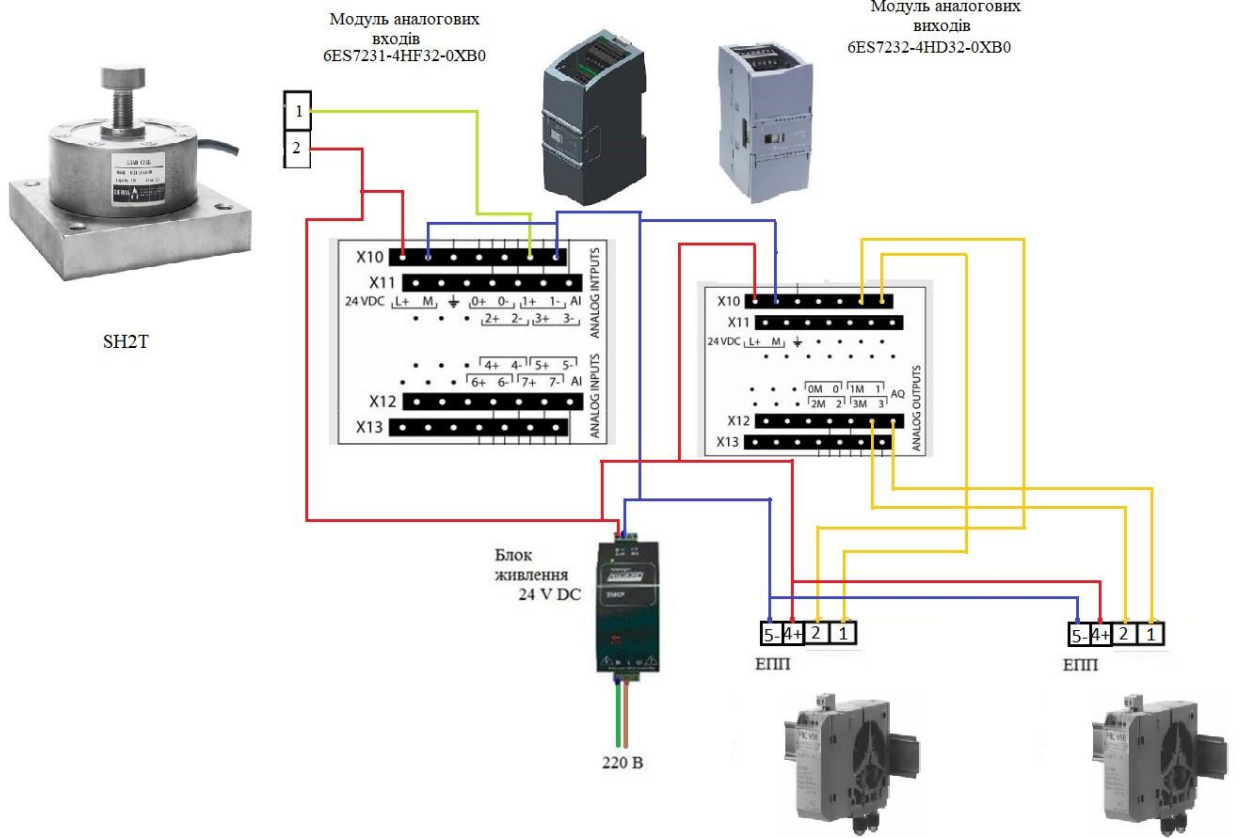 Модуль аналогових
входів
6ES7231-4HF32-0XB0
Модуль аналогових
виходів
6ES7232-4HD32-0XB0
1
2
LOAD CELL
SH2T
X10
X11
24 VDC L+ M 0+ 0- 1+ 1- AI
2+ 2- 3+ 3-
ANALOG INTPUTS
4+ 4- 5+ 5-
6+ 6- 7+ 7- AI
X12
X13
ANALOG INPUTS
X10
X11
24 VDC L+ M
0M 0 1M 1
2M 2 3M 3 AQ
X12
X13
ANALOG OUTPUTS
Блок
живлення
24 V DC
N L
220 В
5- 4+ 2 1
ЕПП
5- 4+ 2 1
ЕПП